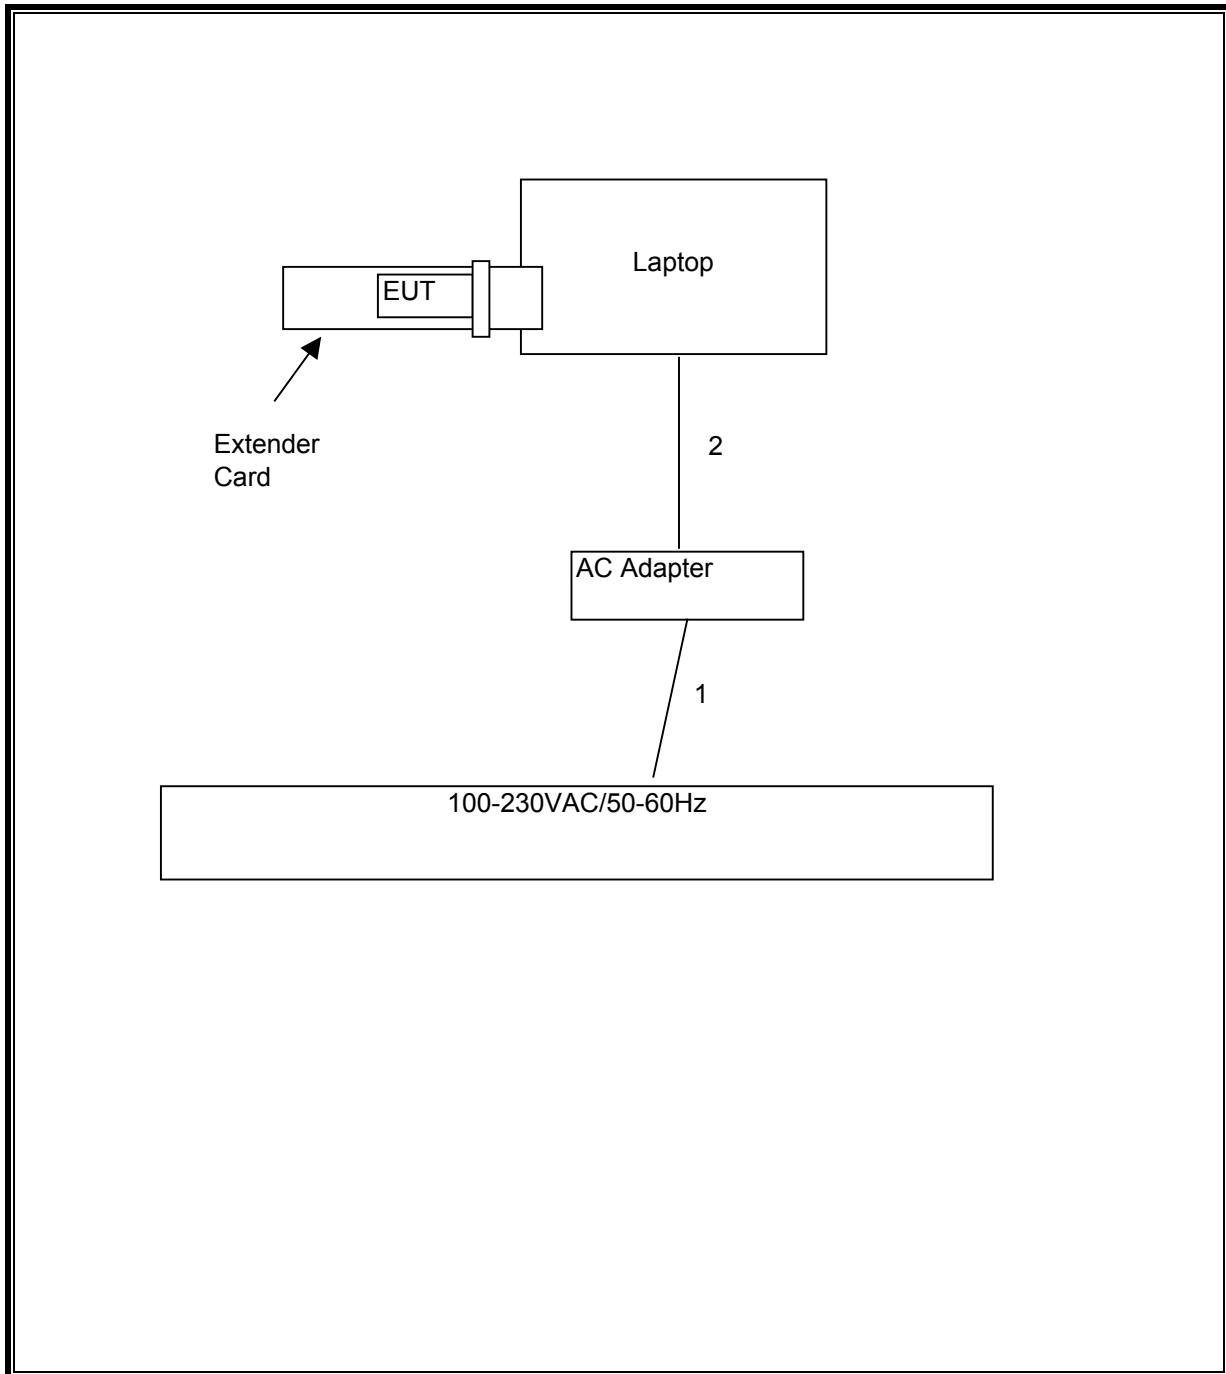 Laptop
EUT
Extender
Card
2
AC Adapter
1
100-230VAC/50-60Hz